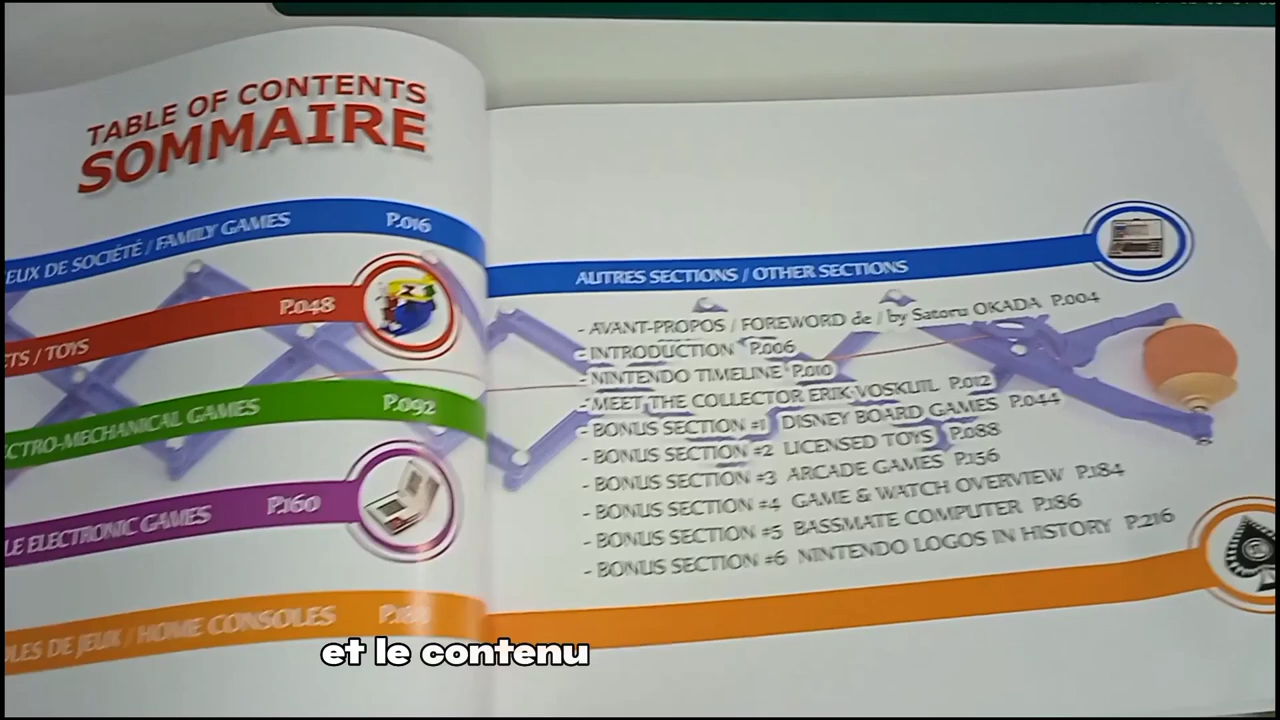 TABLE OF CONTENTS
SOMMAIRE
EUX DE SOCIÉTÉ / FAMILY GAMES P.016
ETS / TOYS P.048
ECTRO-MECHANICAL GAMES P.092
LE ELECTRONIC GAMES P.160
OLES DE JEUX / HOME CONSOLES
AUTRES SECTIONS / OTHER SECTIONS
- AVANT-PROPOS / FOREWORD de / by Satoru OKADA P.004
- INTRODUCTION P.006
- NINTENDO TIMELINE P.010
- MEET THE COLLECTOR ERIK VOSKUIL P.012
- BONUS SECTION #1 DISNEY BOARD GAMES P.044
- BONUS SECTION #2 LICENSED TOYS P.088
- BONUS SECTION #3 ARCADE GAMES P.156
- BONUS SECTION #4 GAME & WATCH OVERVIEW P.184
- BONUS SECTION #5 BASSMATE COMPUTER P.186
- BONUS SECTION #6 NINTENDO LOGOS IN HISTORY P.216
et le contenu